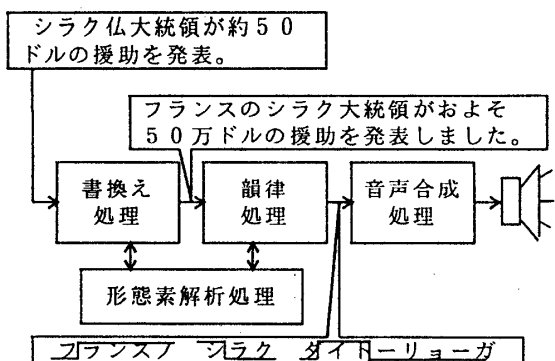 シラク仏大統領が約５０
ドルの援助を発表。
フランスのシラク大統領がおよそ
５０万ドルの援助を発表しました。
書換え
処理
韻律
処理
音声合成
処理
形態素解析処理
フランスノ シラク ダイトーリョーガ